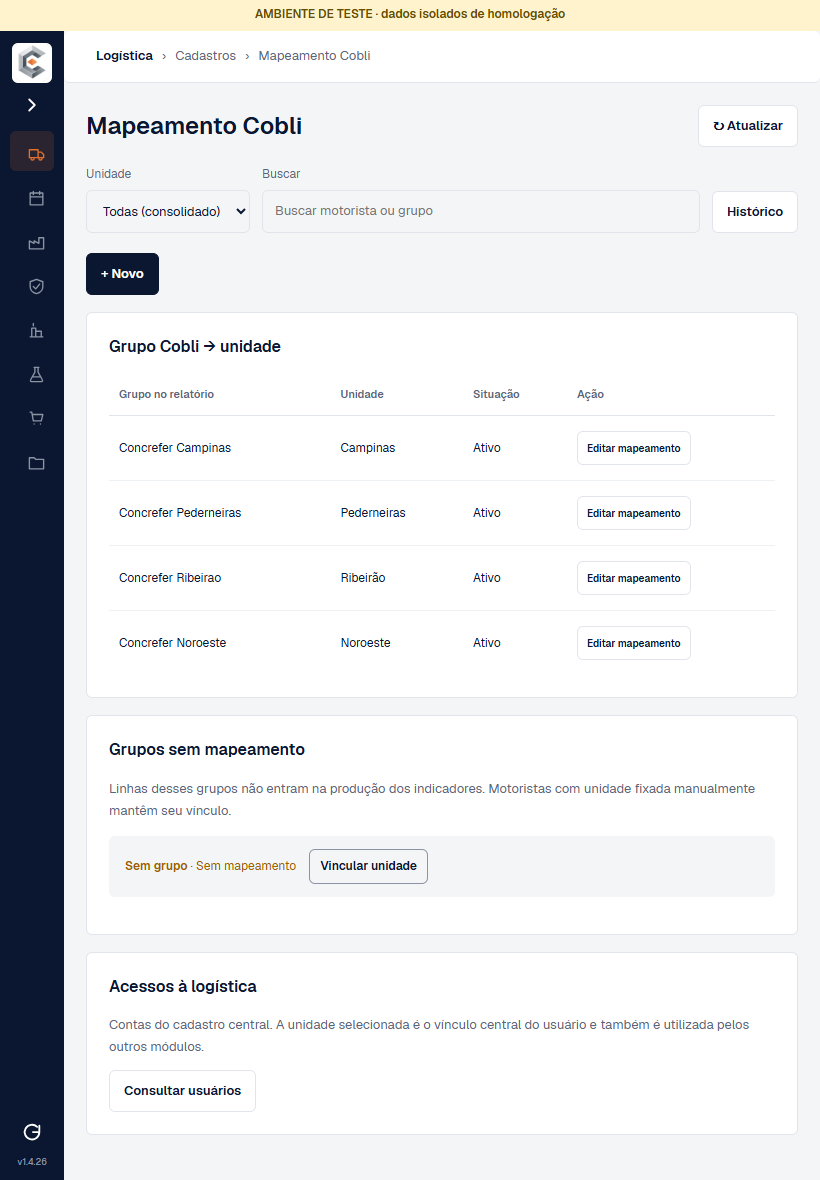 AMBIENTE DE TESTE · dados isolados de homologação
Logística › Cadastros › Mapeamento Cobli
Mapeamento Cobli
↻ Atualizar
Unidade
Buscar
Todas (consolidado)
Buscar motorista ou grupo
Histórico
+ Novo
Grupo Cobli → unidade
Grupo no relatório Unidade Situação Ação
Concrefer Campinas Campinas Ativo Editar mapeamento
Concrefer Pederneiras Pederneiras Ativo Editar mapeamento
Concrefer Ribeirao Ribeirão Ativo Editar mapeamento
Concrefer Noroeste Noroeste Ativo Editar mapeamento
Grupos sem mapeamento
Linhas desses grupos não entram na produção dos indicadores. Motoristas com unidade fixada manualmente
mantêm seu vínculo.
Sem grupo · Sem mapeamento Vincular unidade
Acessos à logística
Contas do cadastro central. A unidade selecionada é o vínculo central do usuário e também é utilizada pelos
outros módulos.
Consultar usuários
v1.4.26